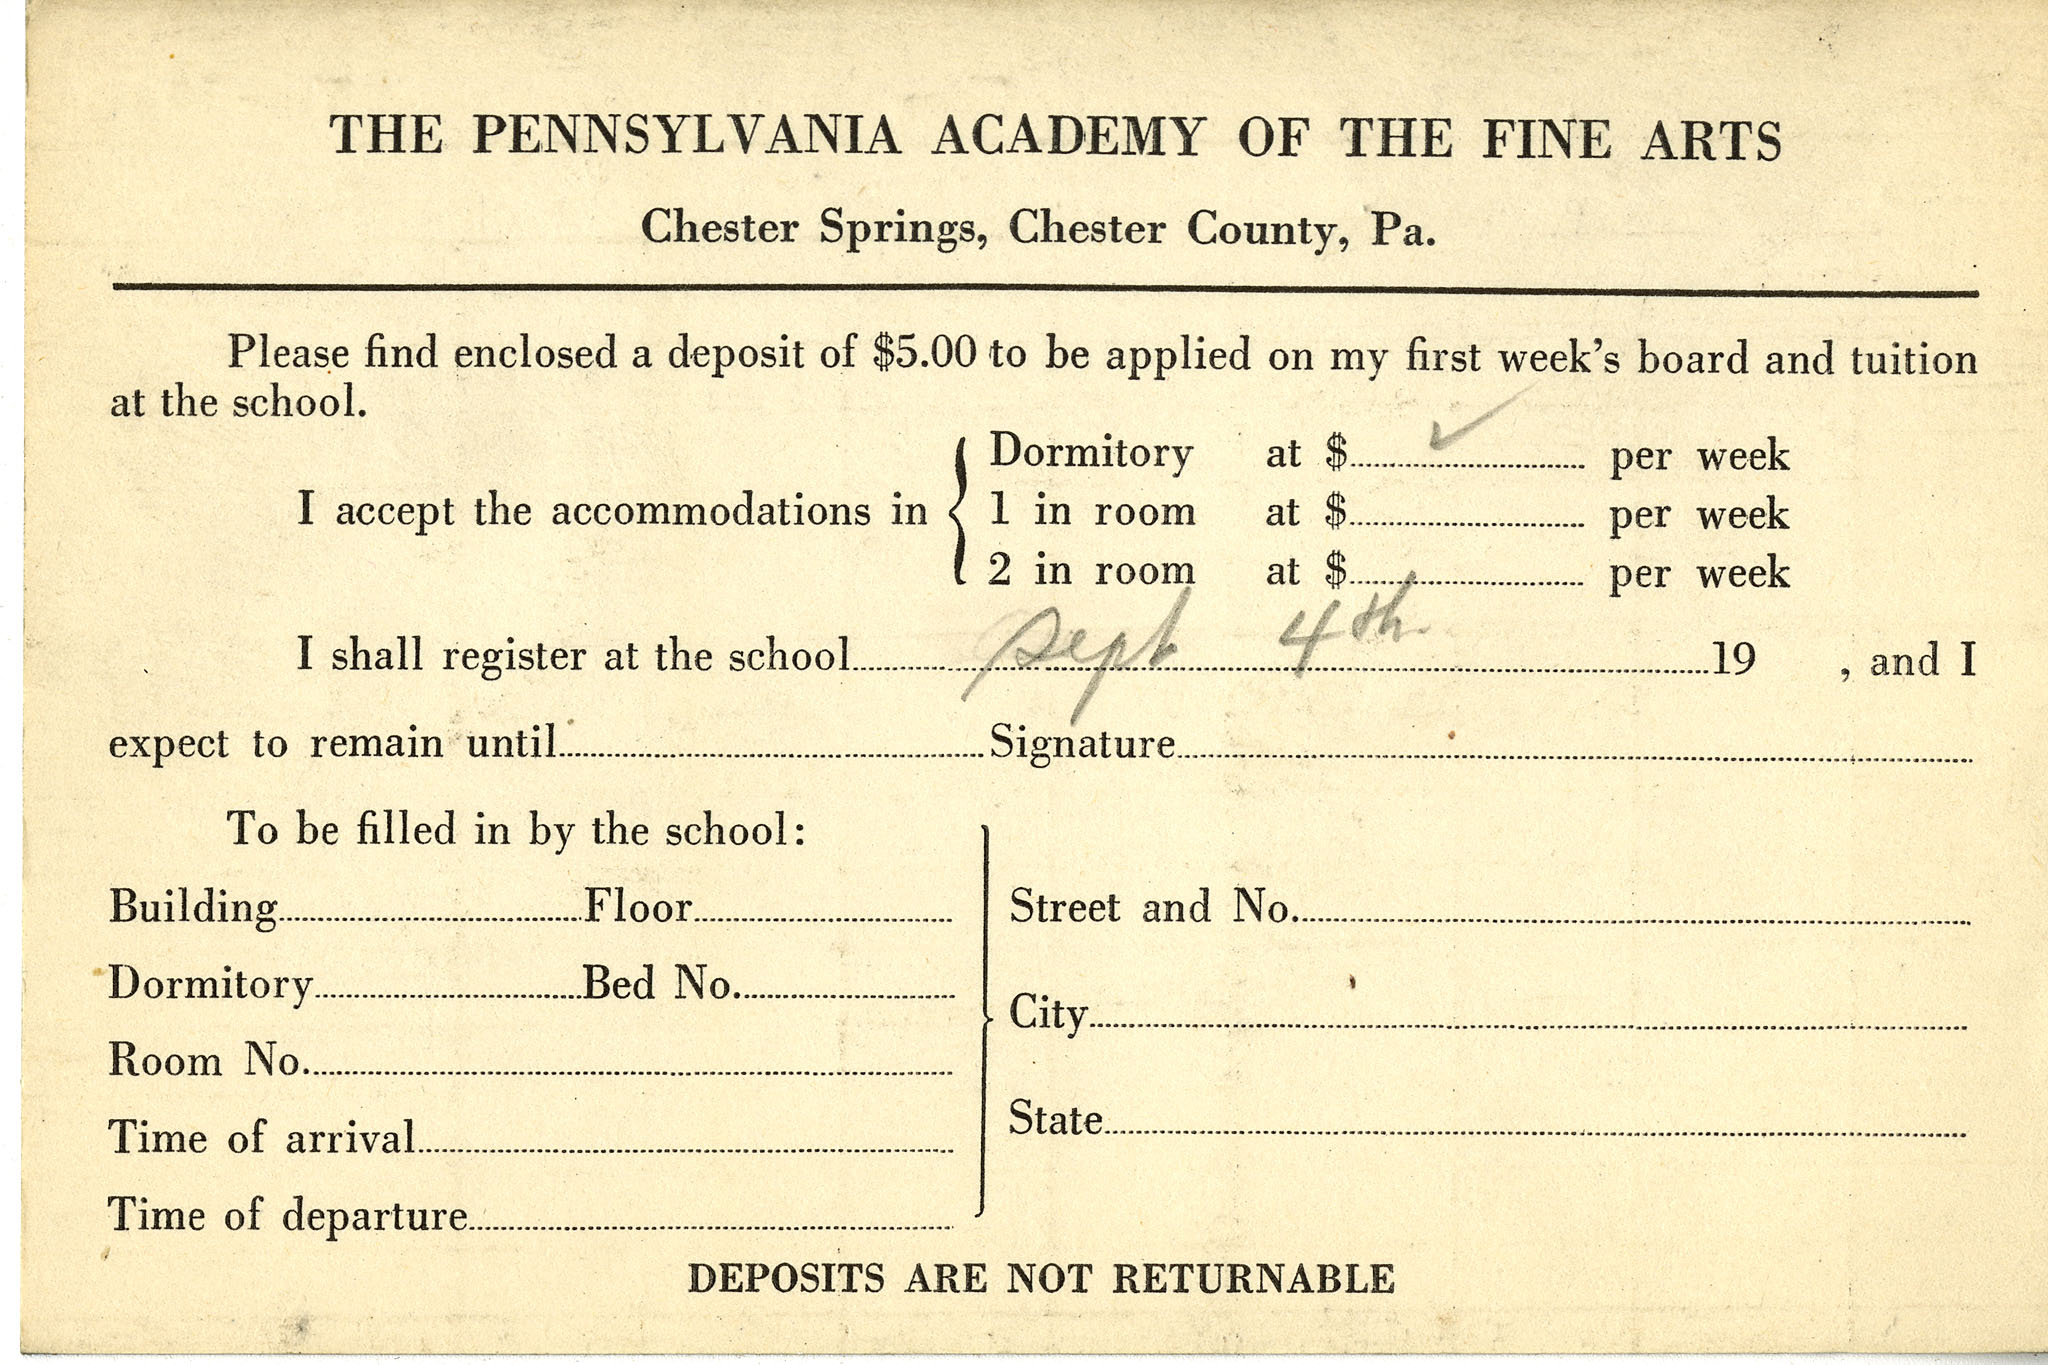 THE PENNSYLVANIA ACADEMY OF THE FINE ARTS
Chester Springs, Chester County, Pa.
Please find enclosed a deposit of $5.00 to be applied on my first week's board and tuition
at the school.
Dormitory at $ ✓ per week
I accept the accommodations in { 1 in room at $ per week
2 in room at $ per week
I shall register at the school Sept 4th 19 , and I
expect to remain until Signature
To be filled in by the school:
Building Floor
Street and No.
Dormitory Bed No.
City
Room No.
State
Time of arrival
Time of departure
DEPOSITS ARE NOT RETURNABLE